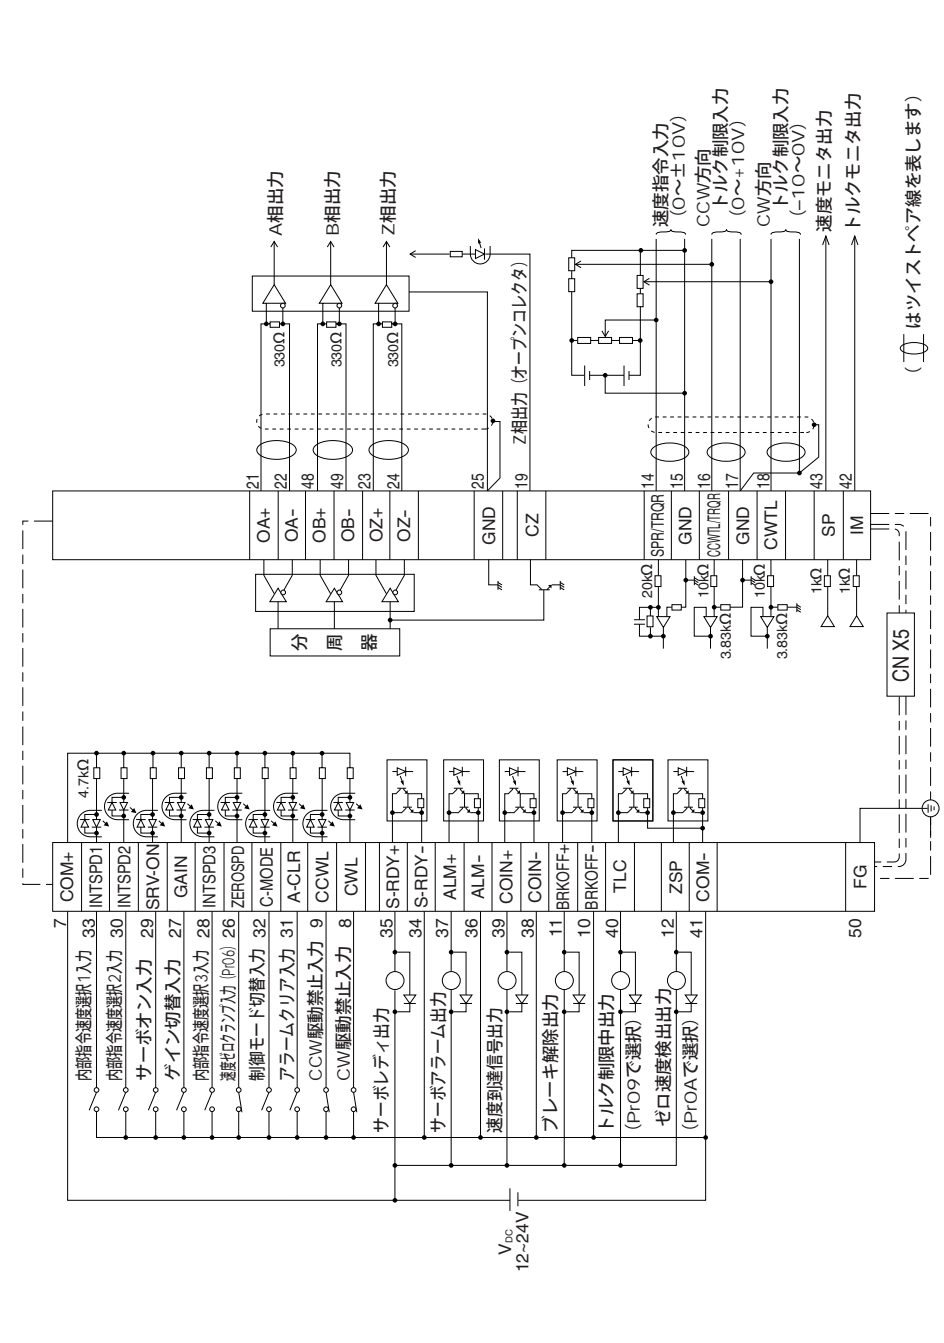 内部指令速度選択1入力
内部指令速度選択2入力
サーボオン入力
ゲイン切替入力
内部指令速度選択3入力
速度ゼロクランプ入力 (Pr06)
制御モード切替入力
アラームクリア入力
CCW駆動禁止入力
CW駆動禁止入力
サーボレディ出力
サーボアラーム出力
速度到達信号出力
ブレーキ解除出力
トルク制限中出力
(Pr09で選択)
ゼロ速度検出出力
(Pr0Aで選択)
VDC
12~24V
7 COM+
33 INTSPD1
30 INTSPD2
29 SRV-ON
27 GAIN
28 INTSPD3
26 ZEROSPD
32 C-MODE
31 A-CLR
9 CCWL
8 CWL
35 S-RDY+
34 S-RDY-
37 ALM+
36 ALM-
39 COIN+
38 COIN-
11 BRKOFF+
10 BRKOFF-
40 TLC
12 ZSP
41 COM-
50 FG
4.7kΩ
CN X5
分周器
20kΩ
10kΩ
3.83kΩ
10kΩ
3.83kΩ
1kΩ
1kΩ
OA+ 21
OA- 22
OB+ 48
OB- 49
OZ+ 23
OZ- 24
GND 25
CZ 19
SPR/TRQR 14
GND 15
CCWTL/TRQR 16
GND 17
CWTL 18
SP 43
IM 42
330Ω
330Ω
330Ω
A相出力
B相出力
Z相出力
Z相出力 (オープンコレクタ)
速度指令入力
(0〜±10V)
CCW方向
トルク制限入力
(0〜+10V)
CW方向
トルク制限入力
(−10〜0V)
速度モニタ出力
トルクモニタ出力
( はツイストペア線を表します)